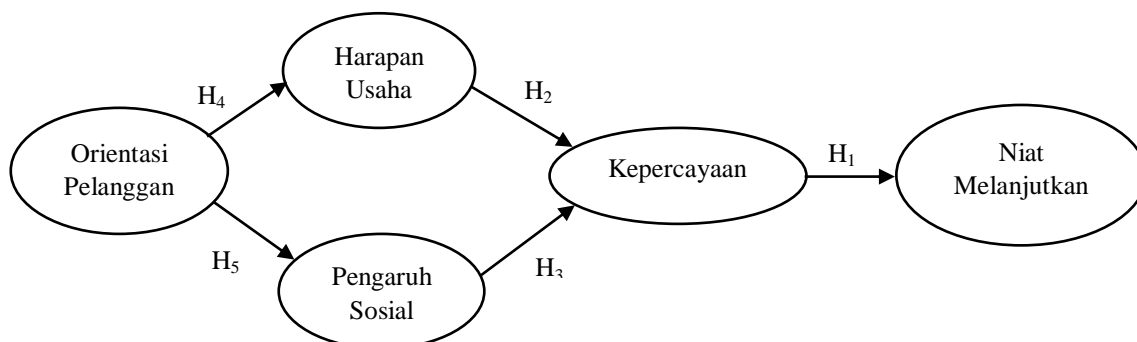 Harapan
Usaha
H4
H2
Orientasi
Pelanggan
Kepercayaan
H1
Niat
Melanjutkan
H5
H3
Pengaruh
Sosial